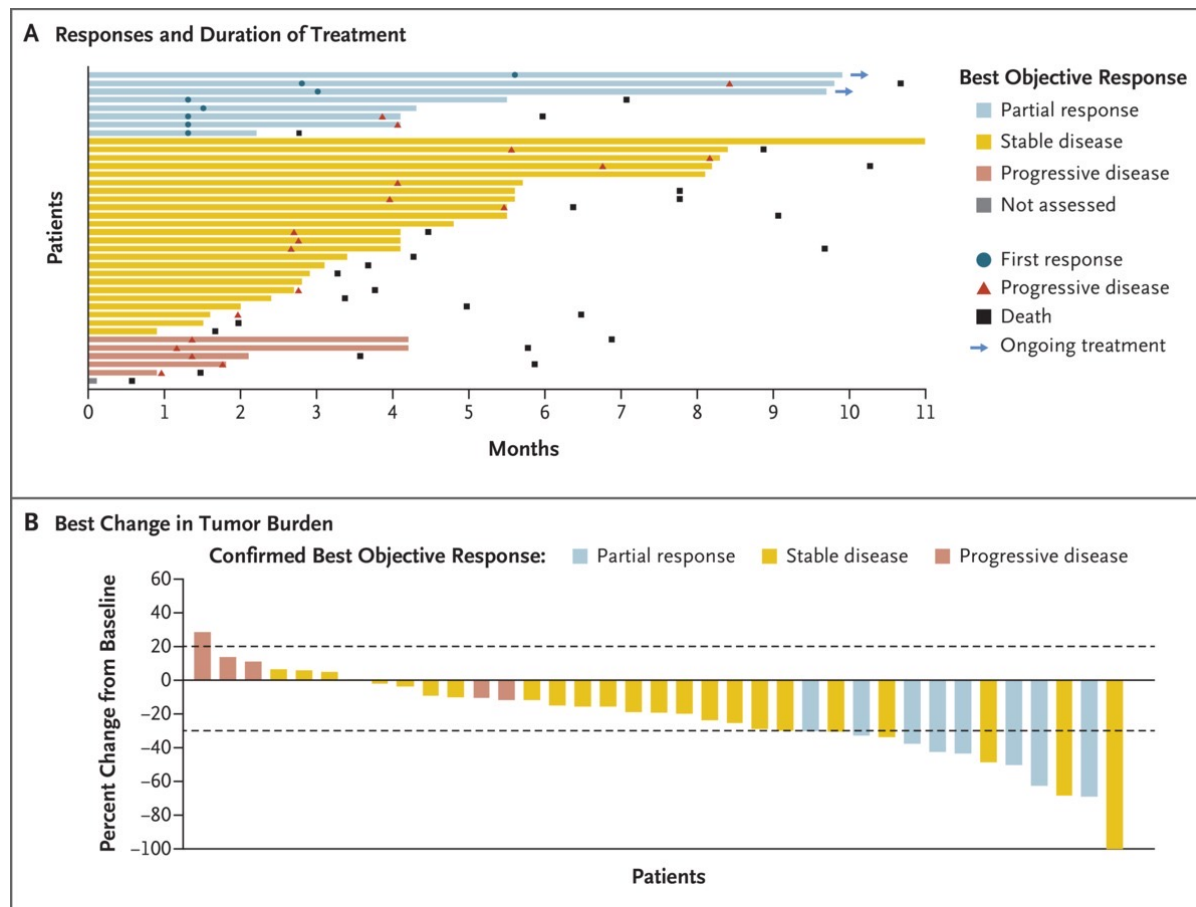 A Responses and Duration of Treatment
Patients
0 1 2 3 4 5 6 7 8 9 10 11
Months
Best Objective Response
Partial response
Stable disease
Progressive disease
Not assessed
First response
Progressive disease
Death
Ongoing treatment
B Best Change in Tumor Burden
Confirmed Best Objective Response: Partial response Stable disease Progressive disease
Percent Change from Baseline
60
40
20
0
−20
−40
−60
−80
−100
Patients